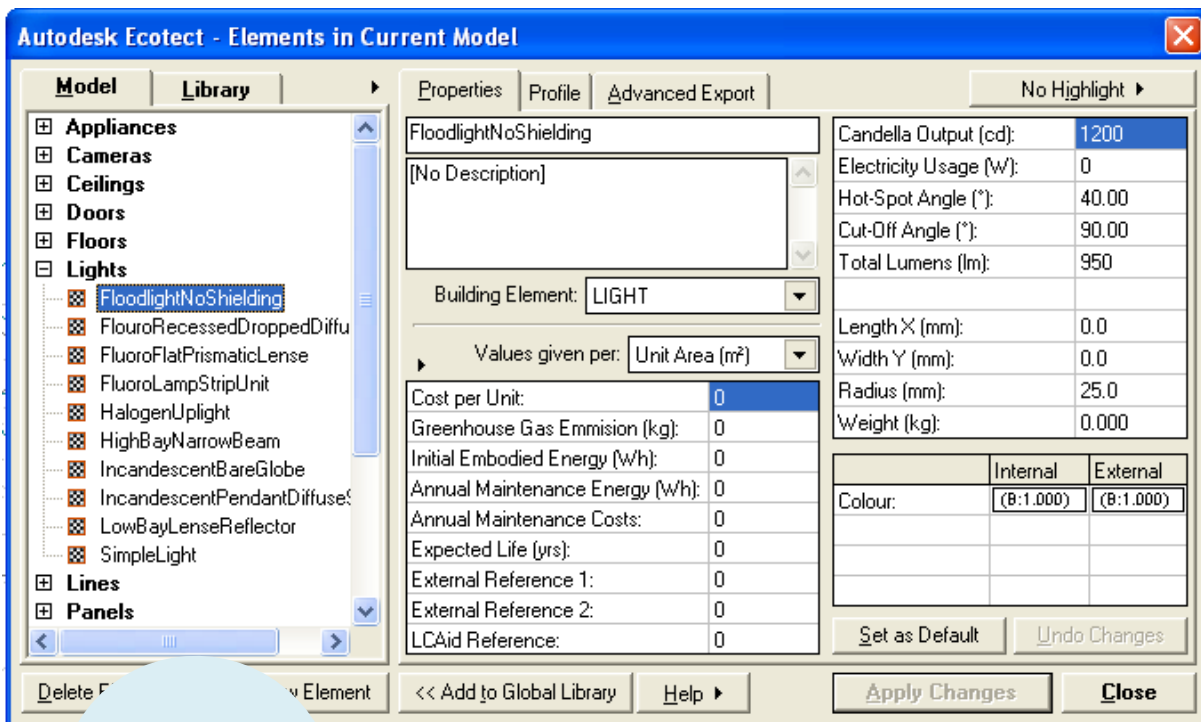 Autodesk Ecotect - Elements in Current Model
Model
Library
Appliances
Cameras
Ceilings
Doors
Floors
Lights
FloodlightNoShielding
FlouroRecessedDroppedDiffu
FluoroFlatPrismaticLense
FluoroLampStripUnit
HalogenUplight
HighBayNarrowBeam
IncandescentBareGlobe
IncandescentPendantDiffuse
LowBayLenseReflector
SimpleLight
Lines
Panels
Delete
Element
Properties
Profile
Advanced Export
No Highlight
FloodlightNoShielding
[No Description]
Building Element: LIGHT
Values given per: Unit Area (m²)
Cost per Unit: 0
Greenhouse Gas Emmision (kg): 0
Initial Embodied Energy (Wh): 0
Annual Maintenance Energy (Wh): 0
Annual Maintenance Costs: 0
Expected Life (yrs): 0
External Reference 1: 0
External Reference 2: 0
LCAid Reference: 0
Candella Output (cd): 1200
Electricity Usage (W): 0
Hot-Spot Angle (°): 40.00
Cut-Off Angle (°): 90.00
Total Lumens (lm): 950
Length X (mm): 0.0
Width Y (mm): 0.0
Radius (mm): 25.0
Weight (kg): 0.000
Internal External
Colour: (B:1.000) (B:1.000)
Set as Default
Undo Changes
<< Add to Global Library
Help
Apply Changes
Close